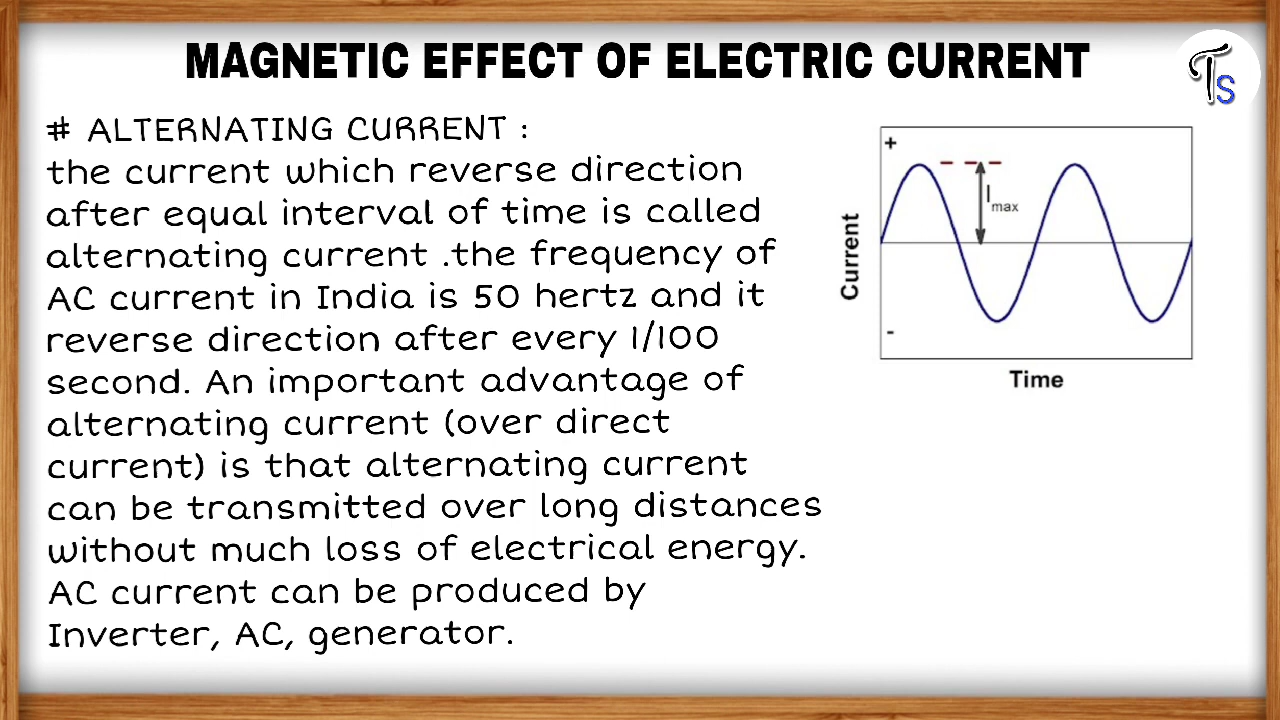 MAGNETIC EFFECT OF ELECTRIC CURRENT
Ts
# ALTERNATING CURRENT :
the current which reverse direction
after equal interval of time is called
alternating current .the frequency of
AC current in India is 50 hertz and it
reverse direction after every 1/100
second. An important advantage of
alternating current (over direct
current) is that alternating current
can be transmitted over long distances
without much loss of electrical energy.
AC current can be produced by
Inverter, AC, generator.
+
Imax
Current
-
Time